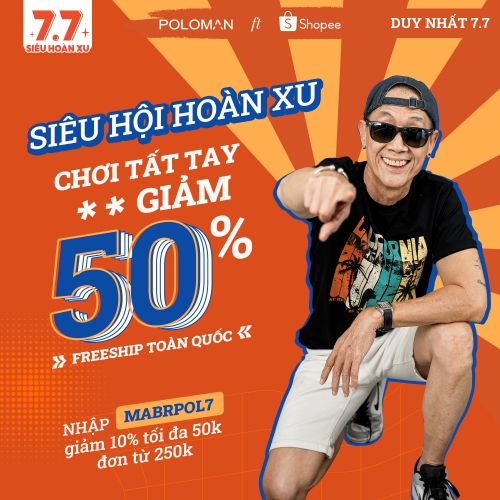 7.7
SIÊU HOÀN XU
POLOMAN ft Shopee
DUY NHẤT 7.7
SIÊU HỘI HOÀN XU
CHƠI TẤT TAY
** GIẢM
50%
» FREESHIP TOÀN QUỐC «
NHẬP MABRPOL7
giảm 10% tối đa 50k
đơn từ 250k
CALIFORNIA